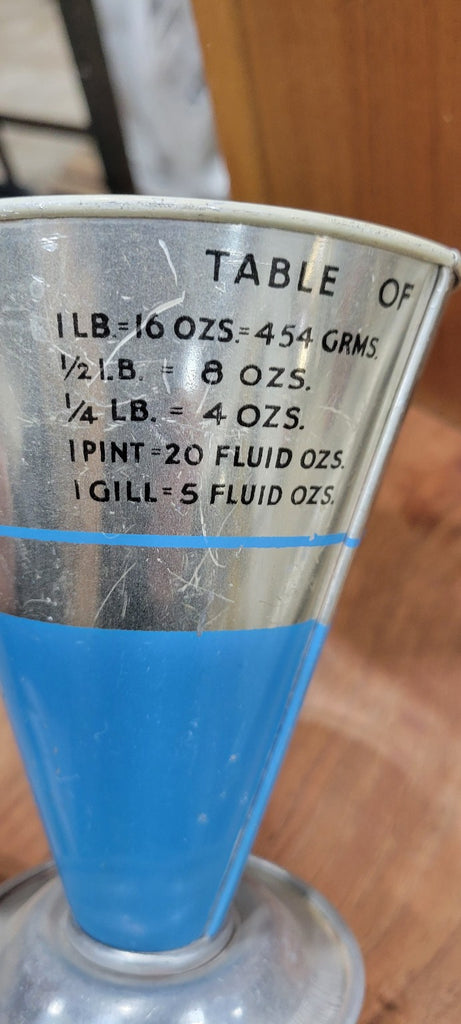 TABLE OF
1 LB.=16 OZS.=454 GRMS.
1/2 LB. = 8 OZS.
1/4 LB. = 4 OZS.
1 PINT=20 FLUID OZS.
1 GILL=5 FLUID OZS.